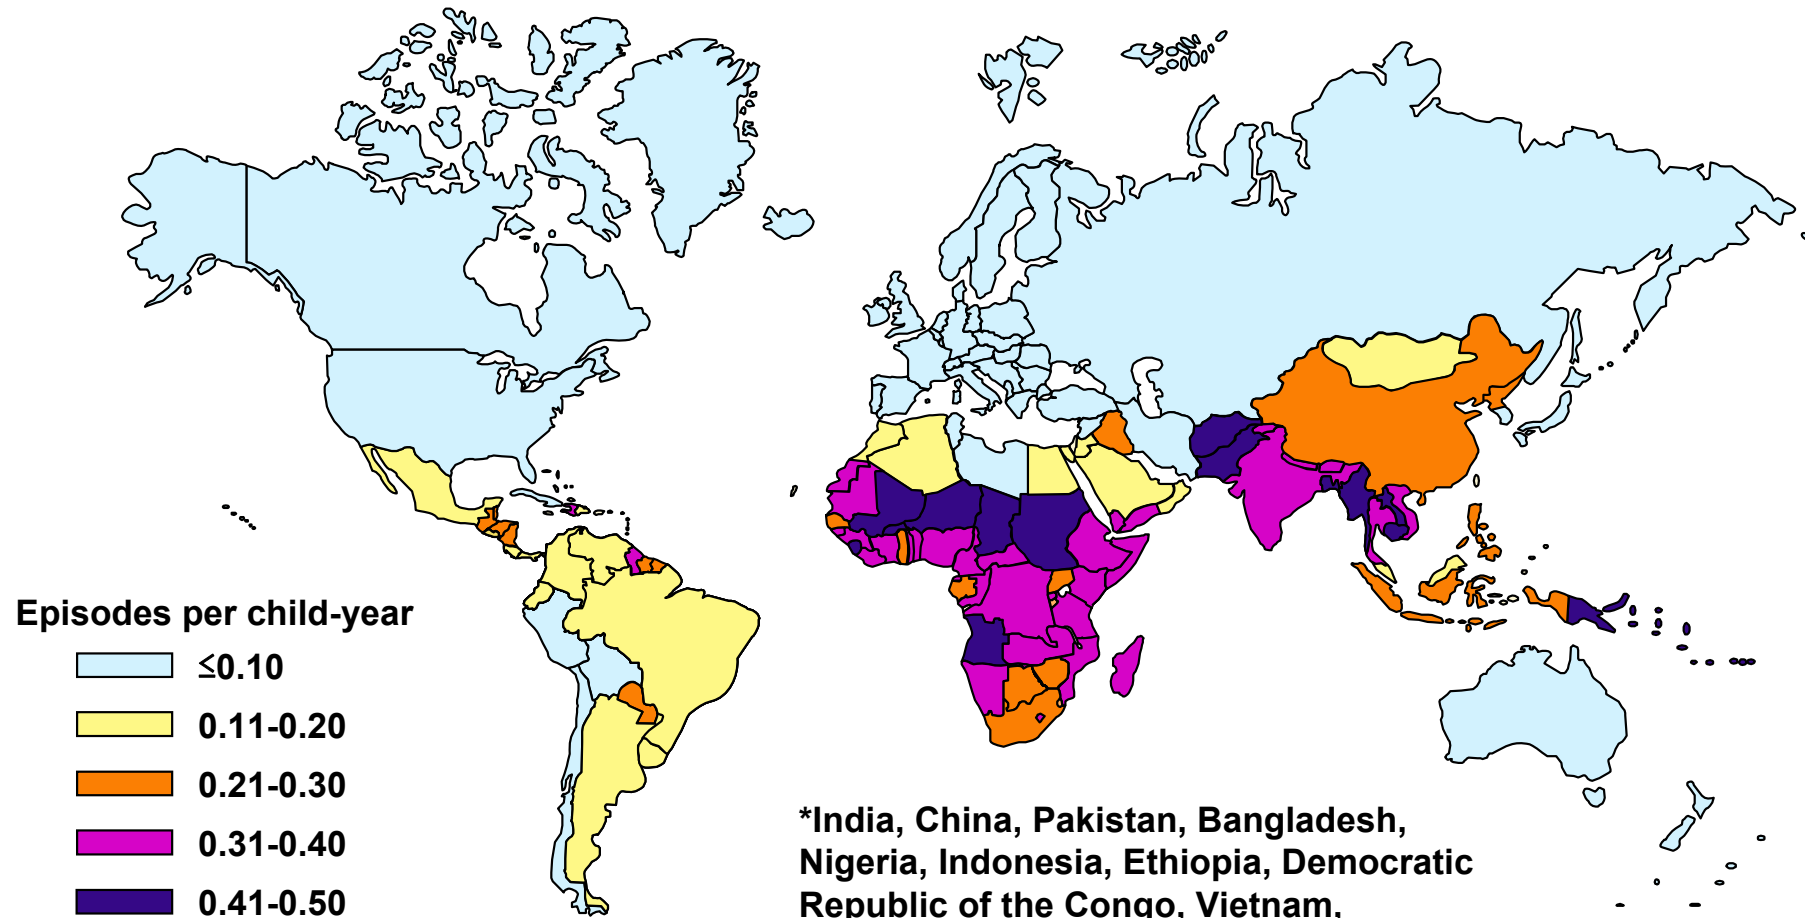 Episodes per child-year
≤0.10
0.11-0.20
0.21-0.30
0.31-0.40
0.41-0.50
*India, China, Pakistan, Bangladesh,
Nigeria, Indonesia, Ethiopia, Democratic
Republic of the Congo, Vietnam,